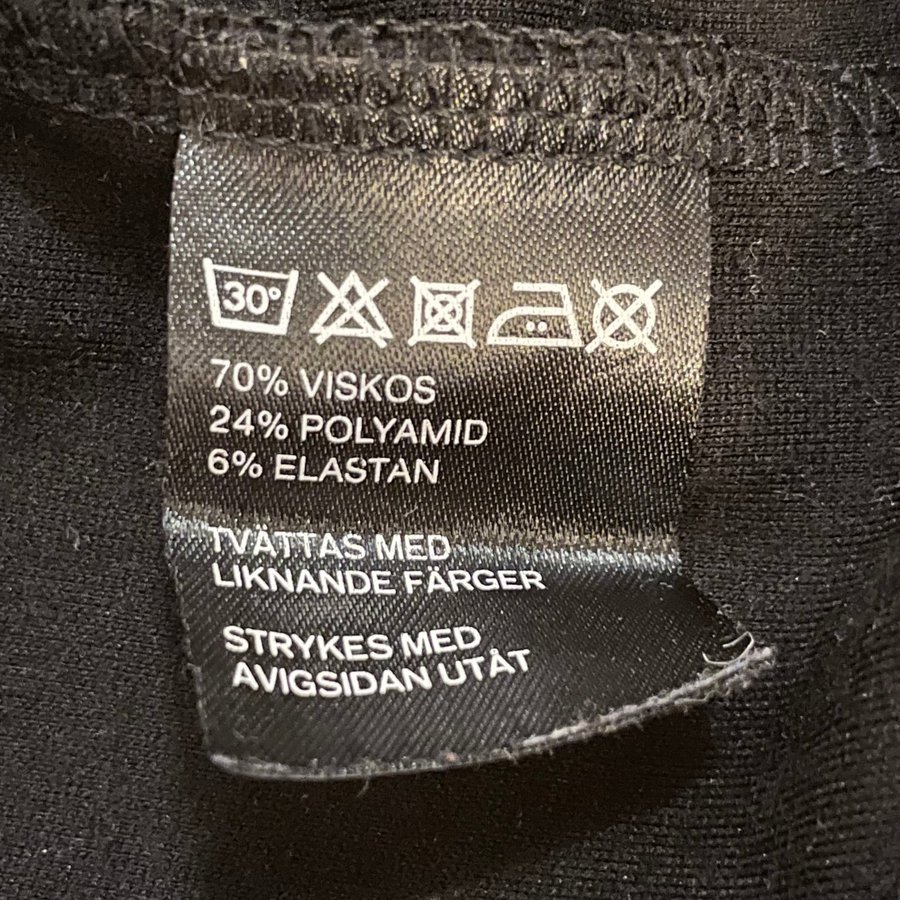 30°
70% VISKOS
24% POLYAMID
6% ELASTAN
TVÄTTAS MED
LIKNANDE FÄRGER
STRYKES MED
AVIGSIDAN UTÅT